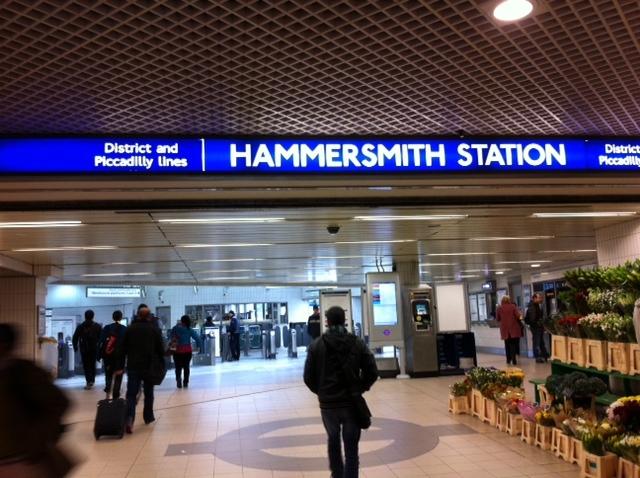 District and
Piccadilly lines
HAMMERSMITH STATION
District
Piccadilly